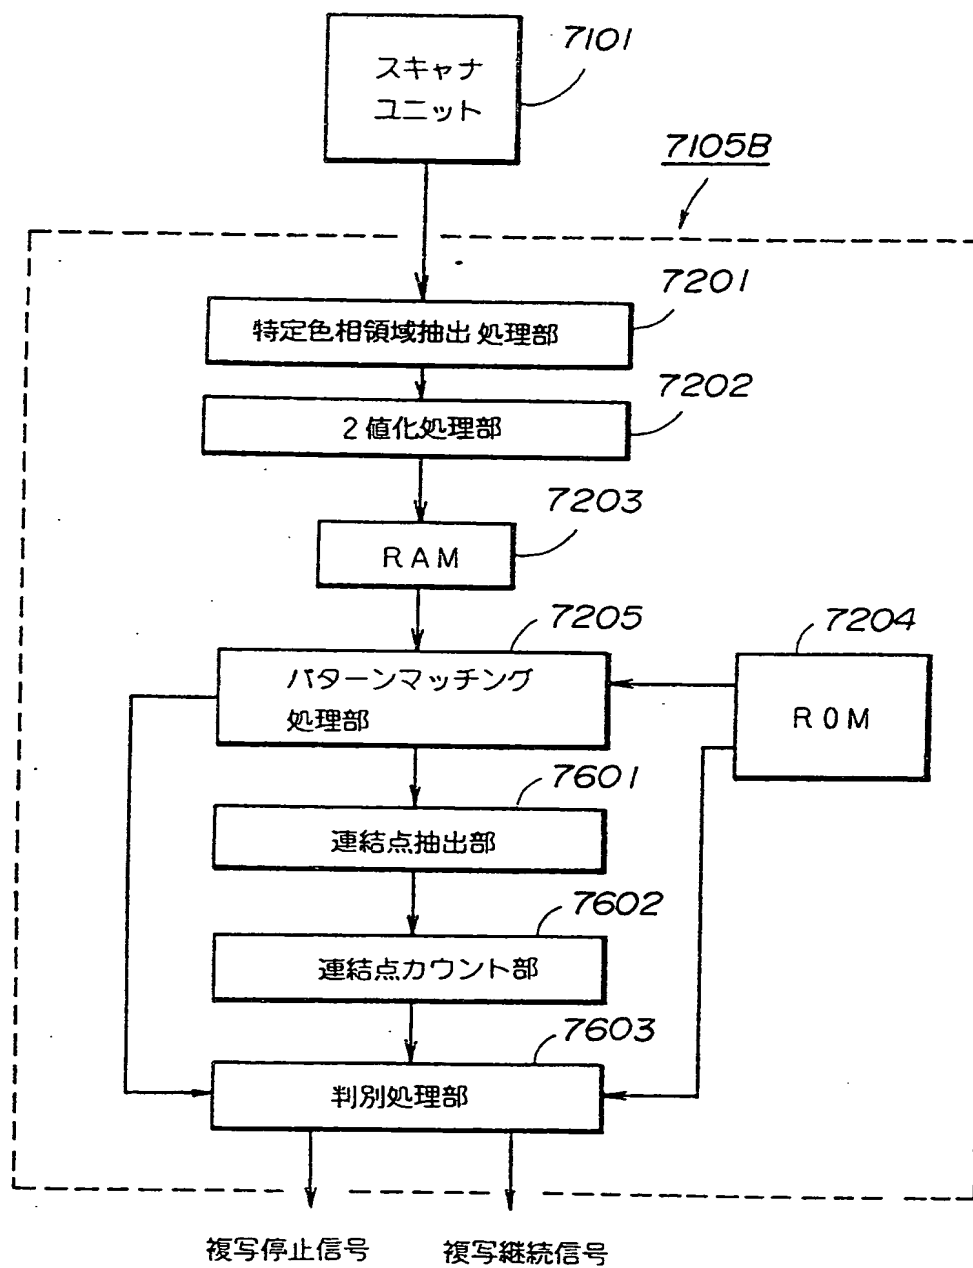 7101
スキャナ
ユニット
7105B
7201
特定色相領域抽出処理部
7202
2値化処理部
7203
RAM
7205
7204
パターンマッチング
処理部
ROM
7601
連結点抽出部
7602
連結点カウント部
7603
判別処理部
複写停止信号
複写継続信号